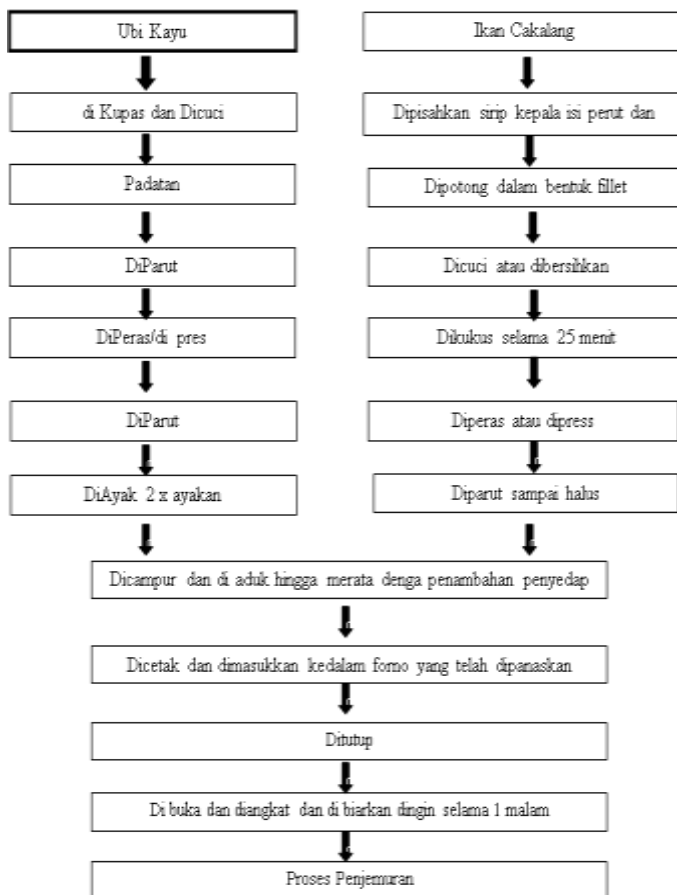 Ubi Kayu
di Kupas dan Dicuci
Padatan
DiParut
DiPeras/di pres
DiParut
DiAyak 2 x ayakan
Ikan Cakalang
Dipisahkan sirip kepala isi perut dan
Dipotong dalam bentuk fillet
Dicuci atau dibersihkan
Dikukus selama 25 menit
Diperas atau dipress
Diparut sampai halus
Dicampur dan di aduk hingga merata denga penambahan penyedap
Dicetak dan dimasukkan kedalam forno yang telah dipanaskan
Ditutup
Di buka dan diangkat dan di biarkan dingin selama 1 malam
Proses Penjemuran